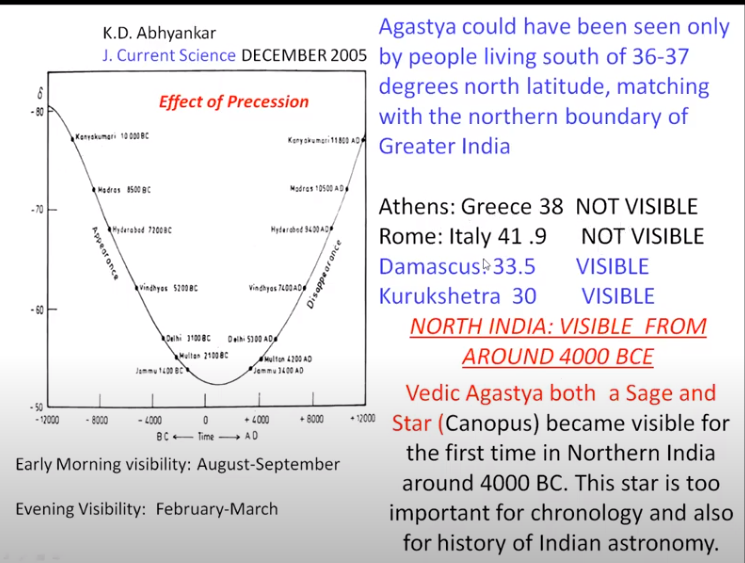 K.D. Abhyankar
J. Current Science DECEMBER 2005
Effect of Precession
δ
- 80
- 70
- 60
- 50
Kanyakumari 10 000 BC
Madras 8500 BC
Hyderabad 7200 BC
Appearance
Vindhyas 5200 BC
Delhi 3100 BC
Multan 2100 BC
Jammu 1400 BC
Kanyakumari 11800 AD
Madras 10500 AD
Hyderabad 9400 AD
Disappearance
Vindhyas 7400 AD
Delhi 5300 AD
Multan 4200 AD
Jammu 3400 AD
-12000 - 8000 - 4000 0 + 4000 + 8000 + 12000
BC ← Time → AD
Early Morning visibility: August-September
Evening Visibility: February-March
Agastya could have been seen only
by people living south of 36-37
degrees north latitude, matching
with the northern boundary of
Greater India
Athens: Greece 38 NOT VISIBLE
Rome: Italy 41 .9 NOT VISIBLE
Damascus: 33.5 VISIBLE
Kurukshetra 30 VISIBLE
NORTH INDIA: VISIBLE FROM
AROUND 4000 BCE
Vedic Agastya both a Sage and
Star (Canopus) became visible for
the first time in Northern India
around 4000 BC. This star is too
important for chronology and also
for history of Indian astronomy.